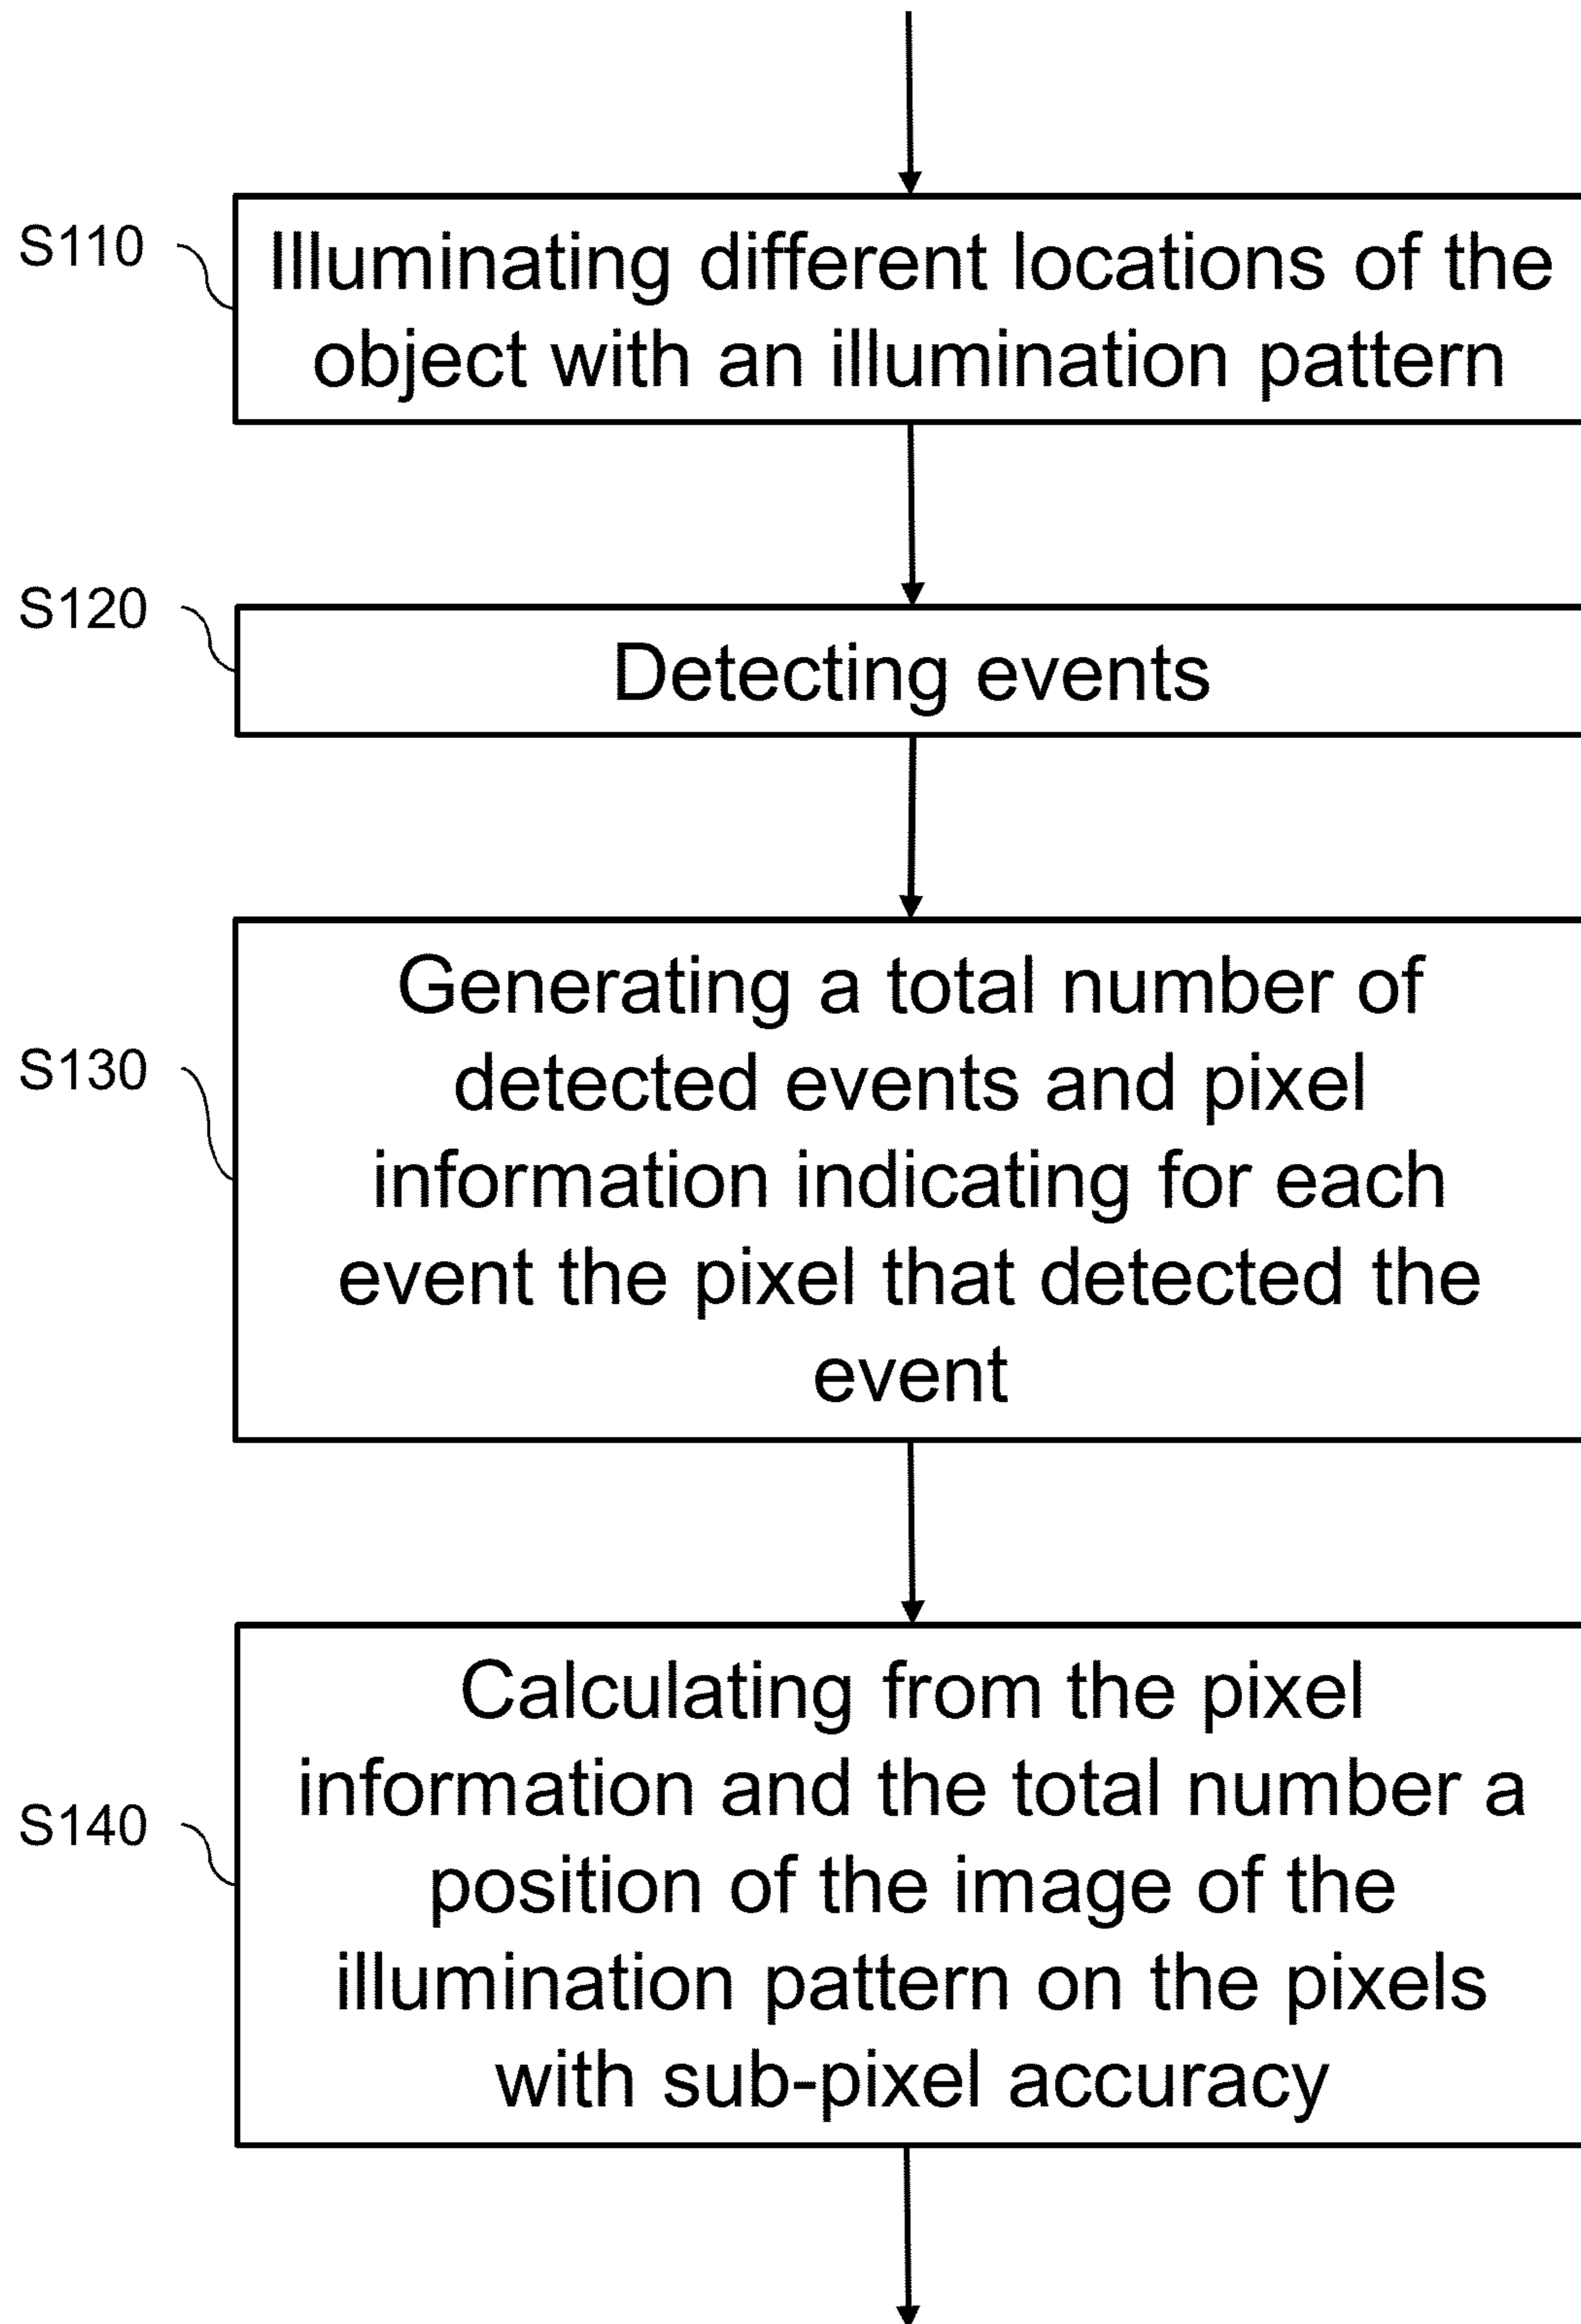 S110
Illuminating different locations of the
object with an illumination pattern
S120
Detecting events
S130
Generating a total number of
detected events and pixel
information indicating for each
event the pixel that detected the
event
S140
Calculating from the pixel
information and the total number a
position of the image of the
illumination pattern on the pixels
with sub-pixel accuracy